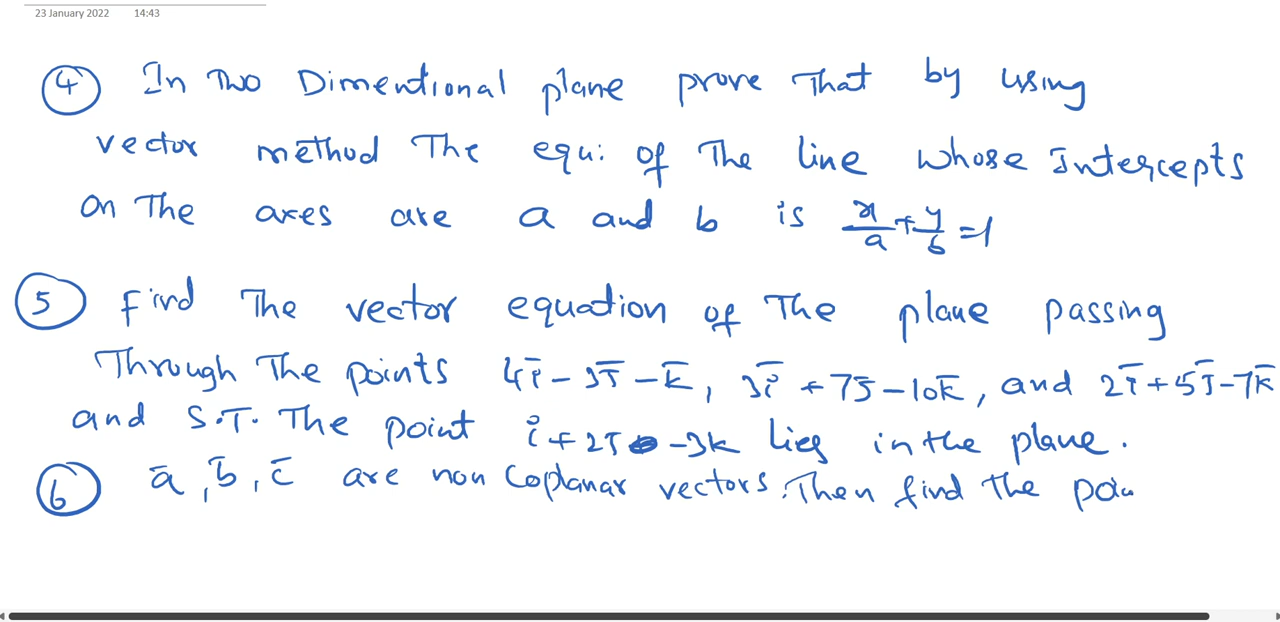 23 January 2022 14:43
④ In Two Dimentional plane prove That by using
vector method The equ: of The line whose Intercepts
on The axes are a and b is x/a + y/b = 1
⑤ Find The vector equation of The plane passing
Through The points 4i̅ - 3j̅ - k̅, 3i̅ + 7j̅ - 10k̅, and 2i̅ + 5j̅ - 7k̅
and S.T. The point i + 2j - 3k lies in the plane.
⑥ a̅, b̅, c̅ are non Coplanar vectors. Then find the